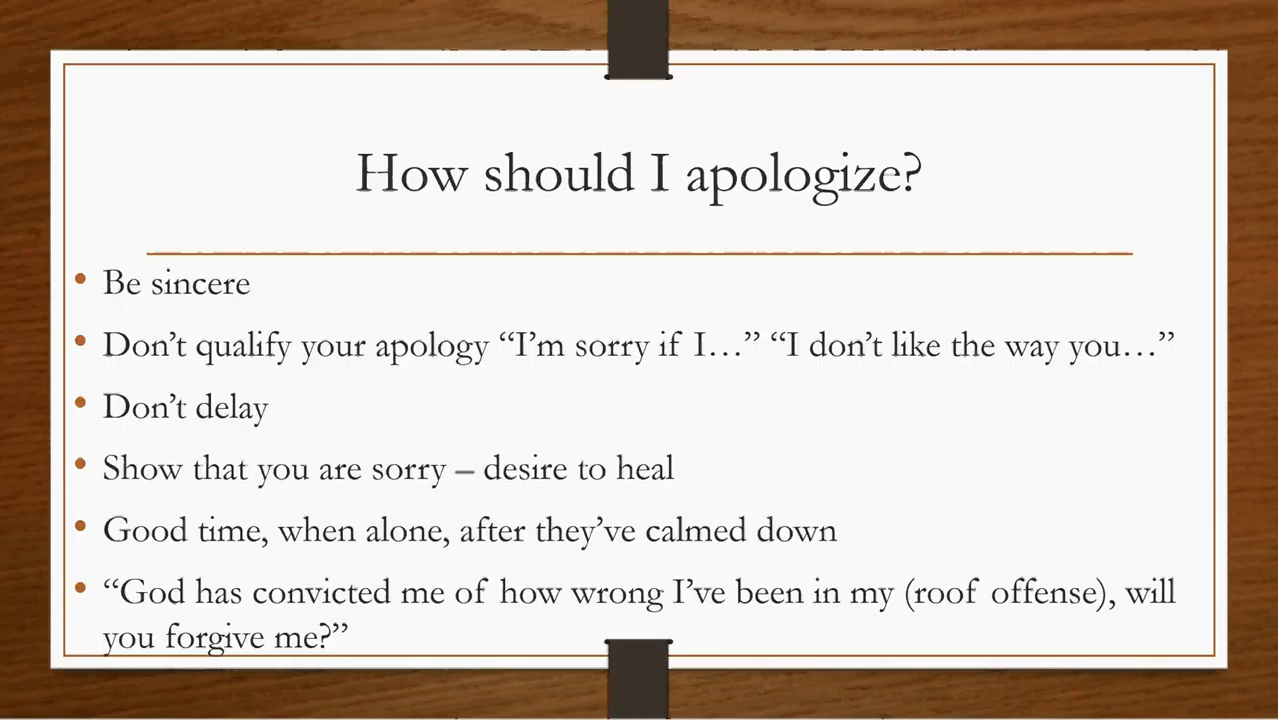 How should I apologize?
• Be sincere
• Don’t qualify your apology “I’m sorry if I…” “I don’t like the way you…”
• Don’t delay
• Show that you are sorry – desire to heal
• Good time, when alone, after they’ve calmed down
• “God has convicted me of how wrong I’ve been in my (roof offense), will
you forgive me?”